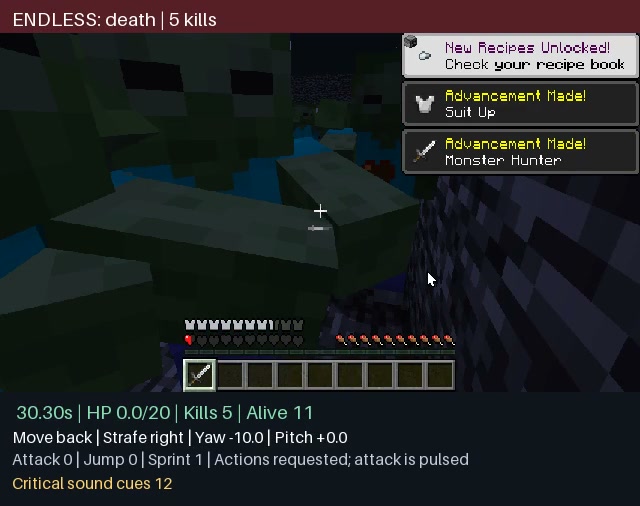 ENDLESS: death | 5 kills
New Recipes Unlocked!
Check your recipe book
Advancement Made!
Suit Up
Advancement Made!
Monster Hunter
30.30s | HP 0.0/20 | Kills 5 | Alive 11
Move back | Strafe right | Yaw -10.0 | Pitch +0.0
Attack 0 | Jump 0 | Sprint 1 | Actions requested; attack is pulsed
Critical sound cues 12